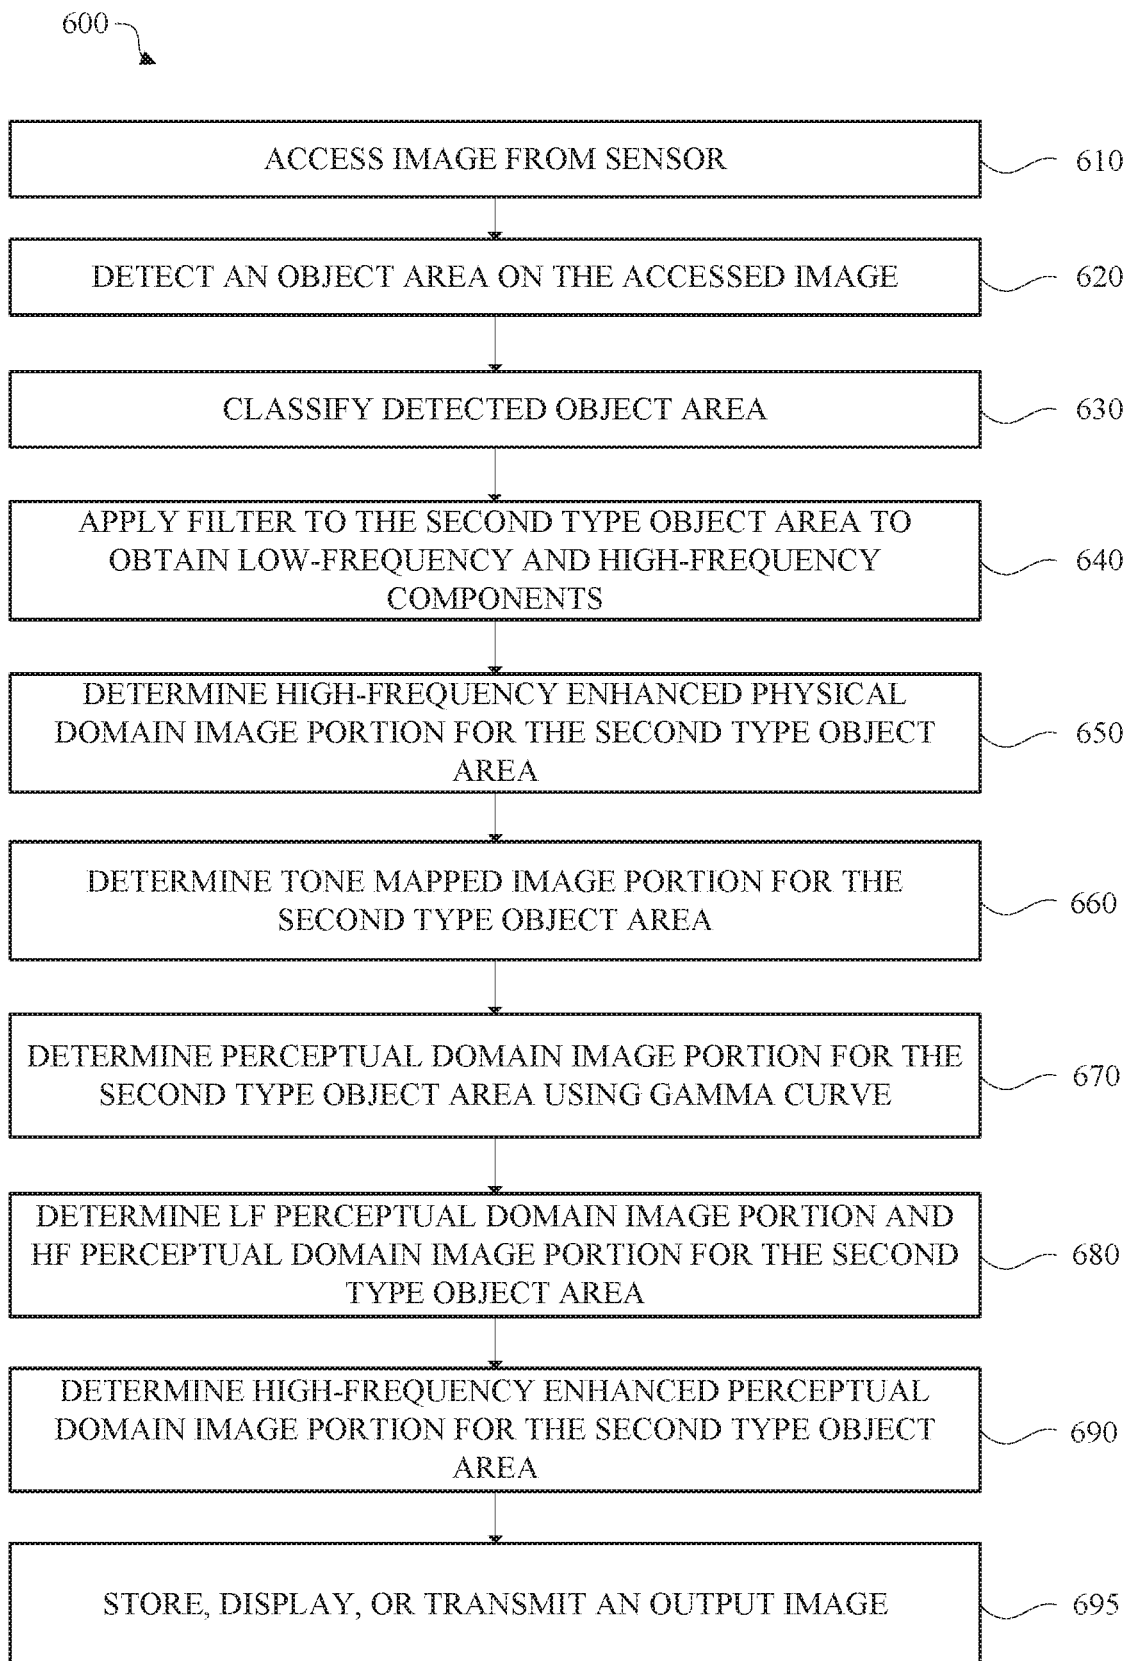 600
ACCESS IMAGE FROM SENSOR
610
DETECT AN OBJECT AREA ON THE ACCESSED IMAGE
620
CLASSIFY DETECTED OBJECT AREA
630
APPLY FILTER TO THE SECOND TYPE OBJECT AREA TO
OBTAIN LOW-FREQUENCY AND HIGH-FREQUENCY
COMPONENTS
640
DETERMINE HIGH-FREQUENCY ENHANCED PHYSICAL
DOMAIN IMAGE PORTION FOR THE SECOND TYPE OBJECT
AREA
650
DETERMINE TONE MAPPED IMAGE PORTION FOR THE
SECOND TYPE OBJECT AREA
660
DETERMINE PERCEPTUAL DOMAIN IMAGE PORTION FOR THE
SECOND TYPE OBJECT AREA USING GAMMA CURVE
670
DETERMINE LF PERCEPTUAL DOMAIN IMAGE PORTION AND
HF PERCEPTUAL DOMAIN IMAGE PORTION FOR THE SECOND
TYPE OBJECT AREA
680
DETERMINE HIGH-FREQUENCY ENHANCED PERCEPTUAL
DOMAIN IMAGE PORTION FOR THE SECOND TYPE OBJECT
AREA
690
STORE, DISPLAY, OR TRANSMIT AN OUTPUT IMAGE
695